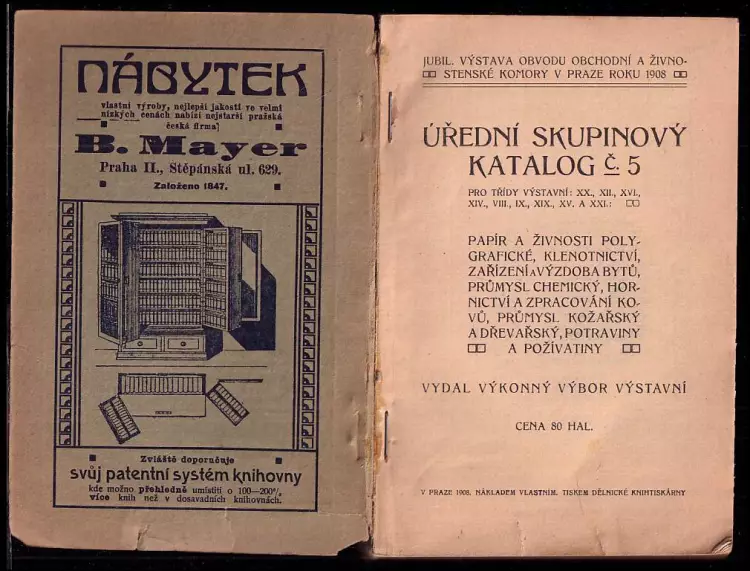 NÁBYTEK
vlastní výroby, nejlepší jakosti ve velmi
nízkých cenách nabízí nejstarší pražská
česká firma
B. Mayer
Praha II., Štěpánská ul. 629.
Založeno 1847.
Zvláště doporučuje
svůj patentní systém knihovny
kde možno přehledně umístiti o 100—200%
více knih než v dosavadních knihovnách.
JUBIL. VÝSTAVA OBVODU OBCHODNÍ A ŽIVNO-
STENSKÉ KOMORY V PRAZE ROKU 1908
ÚŘEDNÍ SKUPINOVÝ
KATALOG Č. 5
PRO TŘÍDY VÝSTAVNÍ: XX., XII., XVI.,
XIV., VIII., IX., XIX., XV. A XXI.:
PAPÍR A ŽIVNOSTI POLY-
GRAFICKÉ, KLENOTNICTVÍ,
ZAŘÍZENÍ A VÝZDOBA BYTŮ,
PRŮMYSL CHEMICKÝ, HOR-
NICTVÍ A ZPRACOVÁNÍ KO-
VŮ, PRŮMYSL KOŽAŘSKÝ
A DŘEVAŘSKÝ, POTRAVINY
A POŽÍVATINY
VYDAL VÝKONNÝ VÝBOR VÝSTAVNÍ
CENA 80 HAL.
V PRAZE 1908. NÁKLADEM VLASTNÍM. TISKEM DĚLNICKÉ KNIHTISKÁRNY